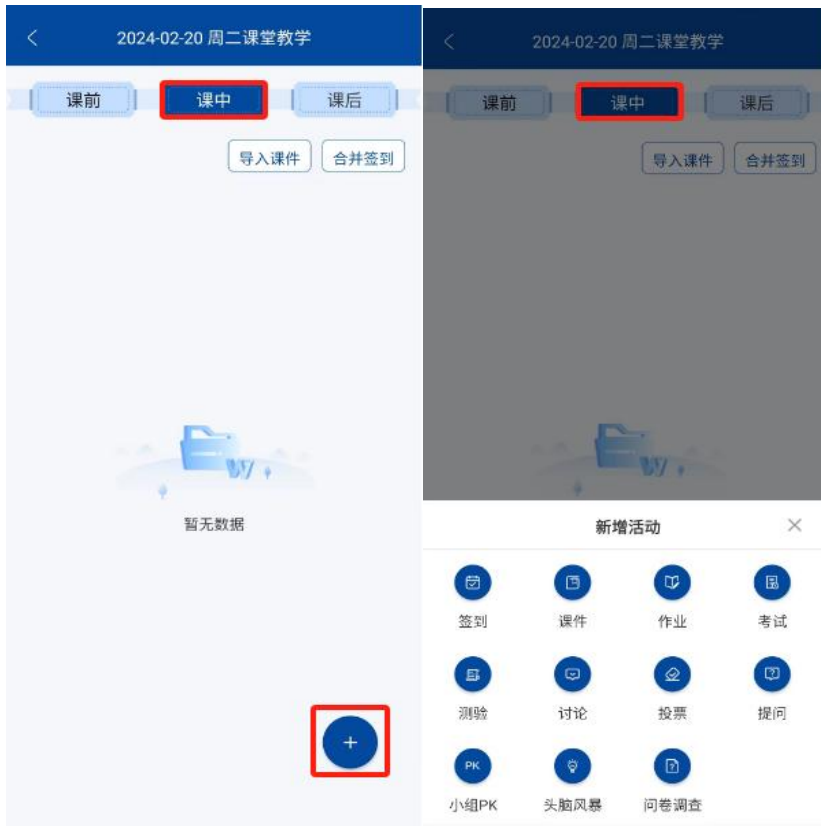 2024-02-20 周二课堂教学
课前
课中
课后
导入课件
合并签到
暂无数据
+
2024-02-20 周二课堂教学
课前
课中
课后
导入课件
合并签到
新增活动
签到
课件
作业
考试
测验
讨论
投票
提问
PK
小组PK
头脑风暴
问卷调查